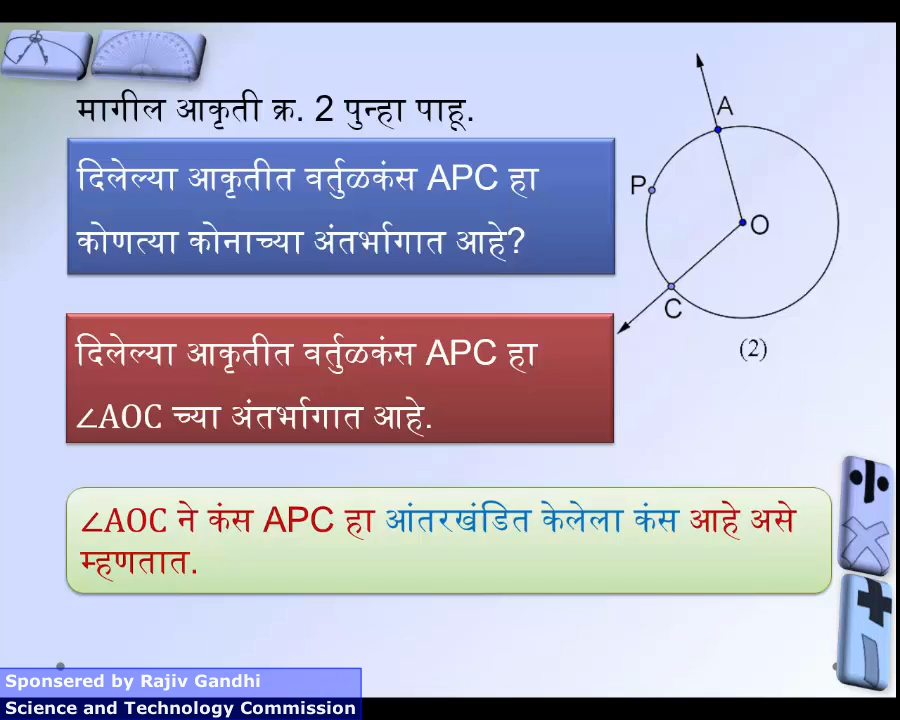 मागील आकृती क्र. 2 पुन्हा पाहू.
दिलेल्या आकृतीत वर्तुळकंस APC हा
कोणत्या कोनाच्या अंतर्भागात आहे?
A
P
O
C
(2)
दिलेल्या आकृतीत वर्तुळकंस APC हा
∠AOC च्या अंतर्भागात आहे.
∠AOC ने कंस APC हा आंतरखंडित केलेला कंस आहे असे
म्हणतात.
Sponsered by Rajiv Gandhi
Science and Technology Commission